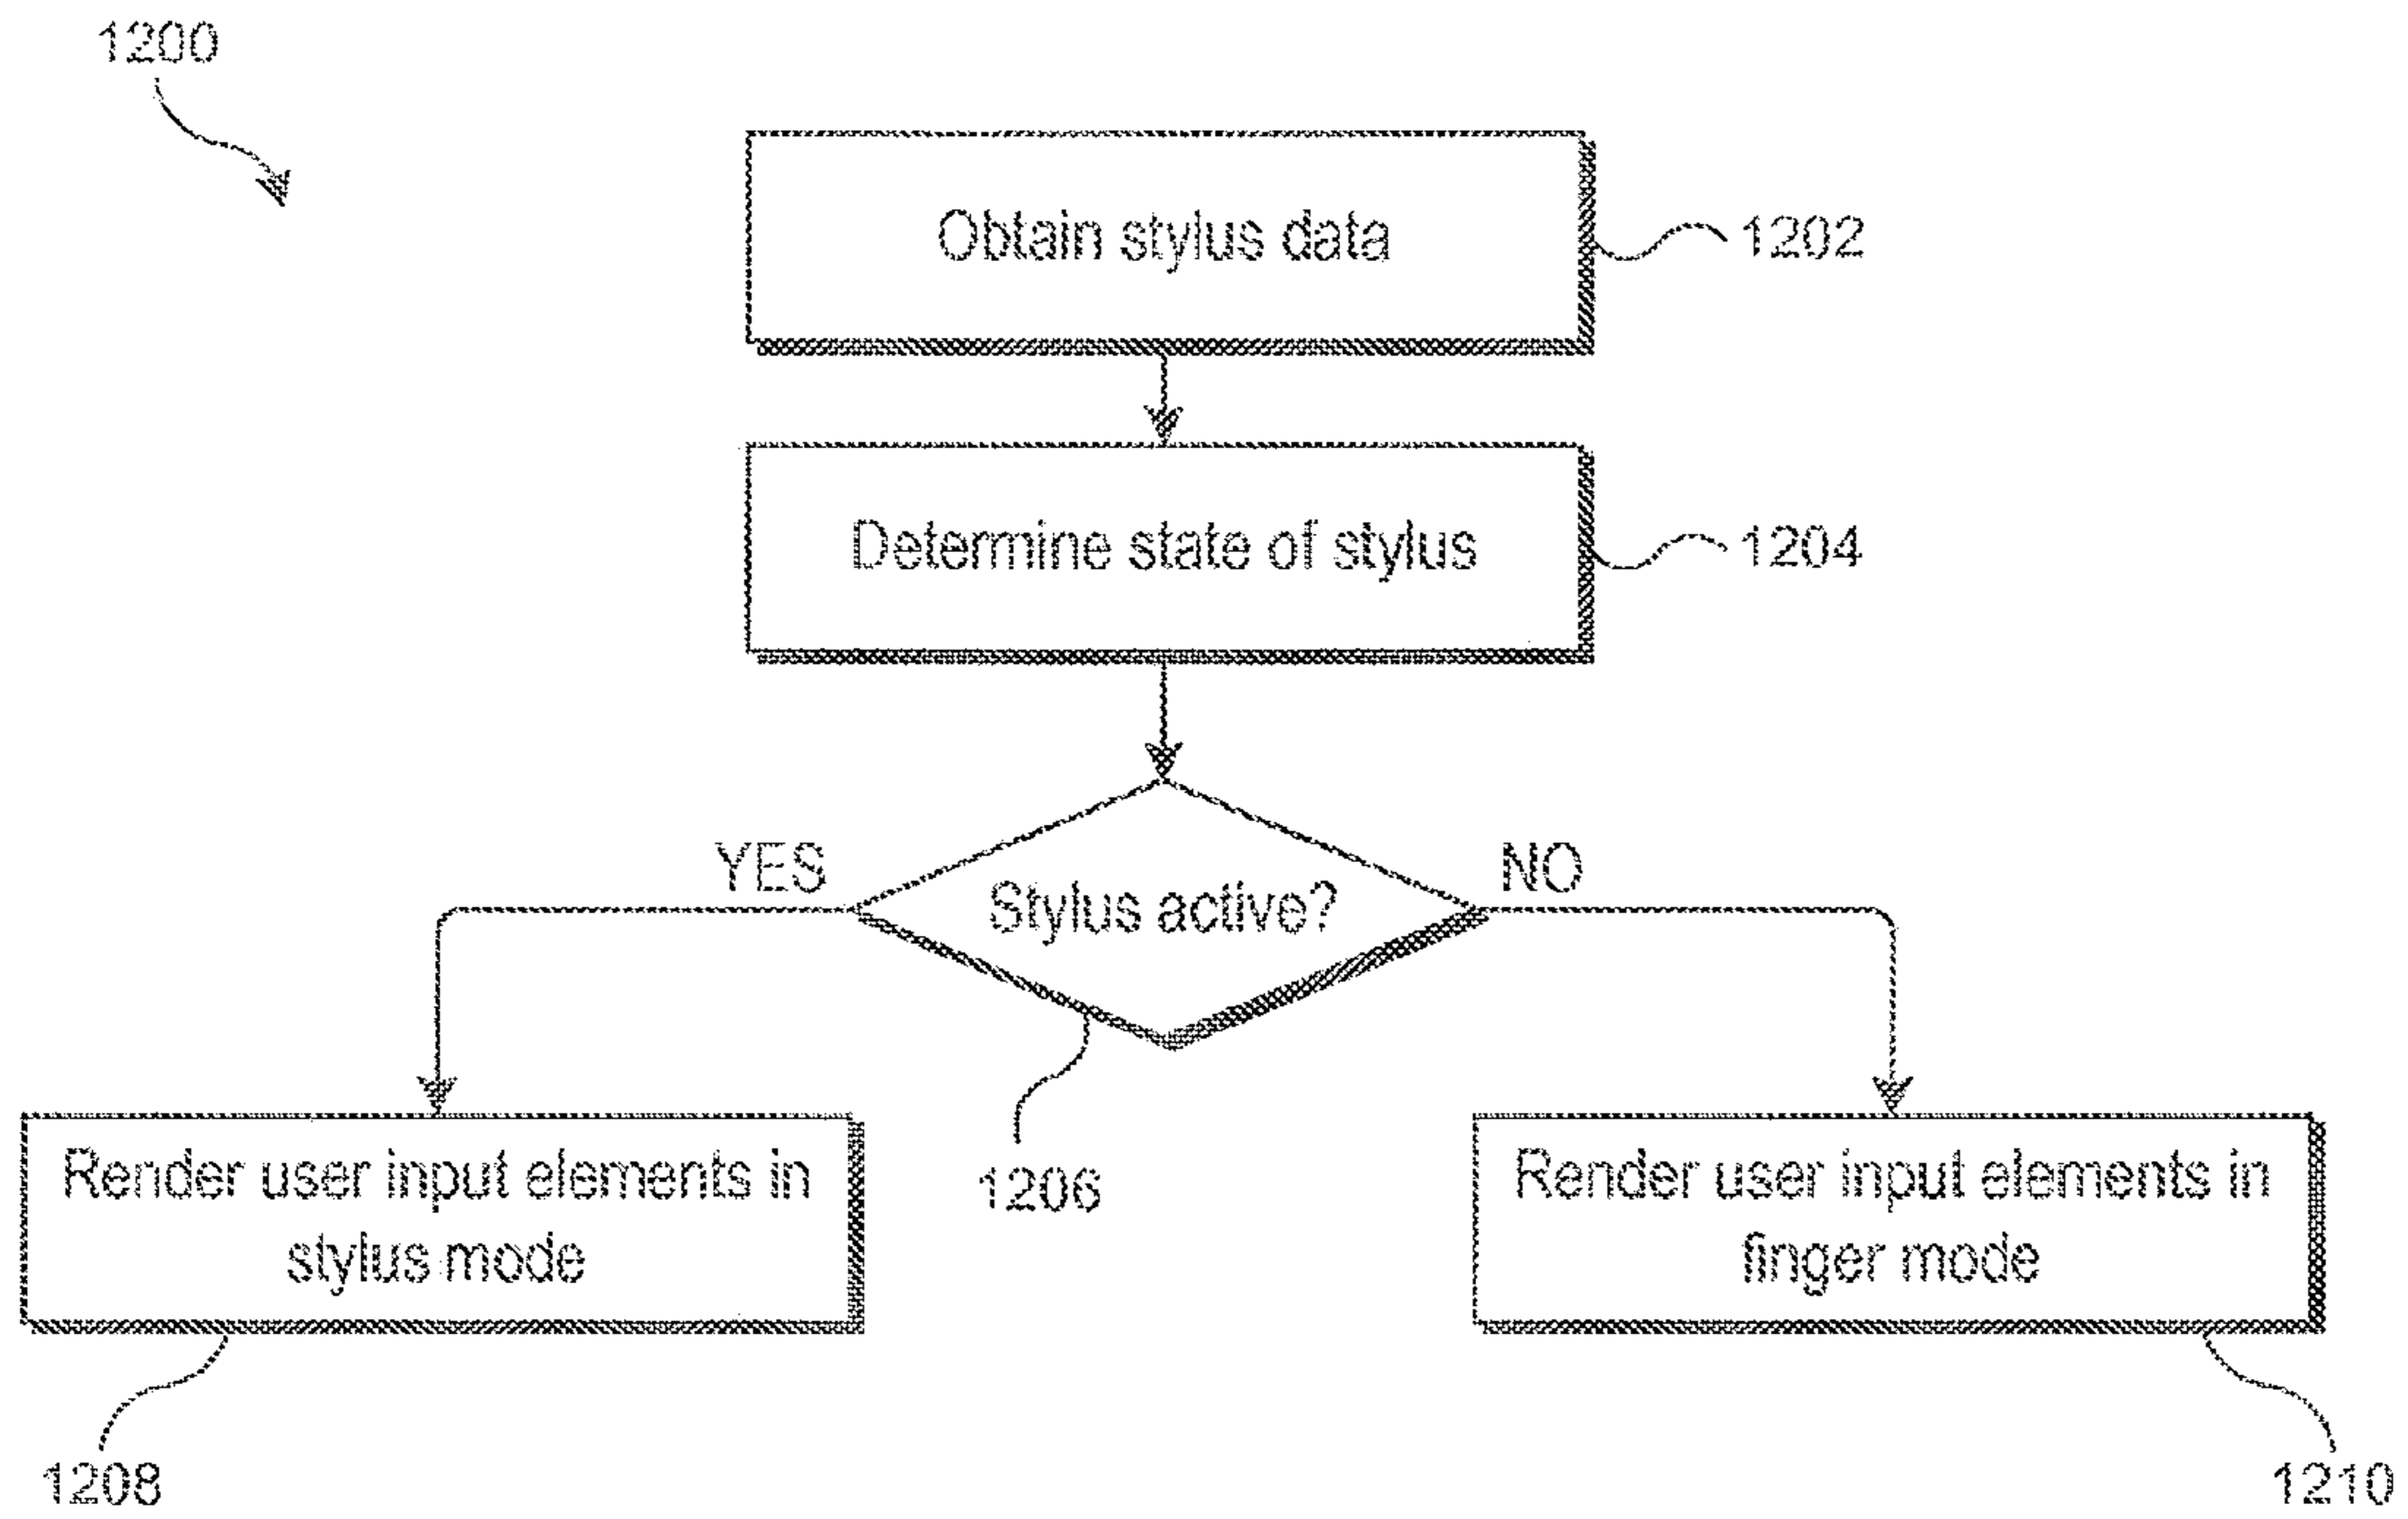 1200
Obtain stylus data
1202
Determine state of stylus
1204
YES
NO
Stylus active?
Render user input elements in
stylus mode
1206
Render user input elements in
finger mode
1208
1210